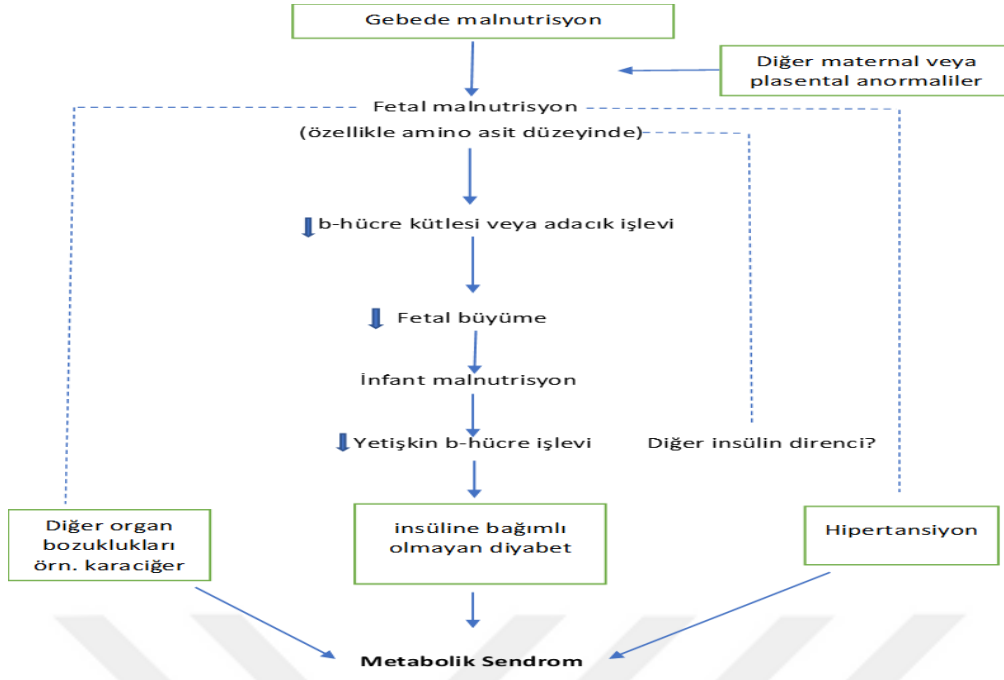 Gebede malnutrisyon
Diğer maternal veya
plasental anormaliler
Fetal malnutrisyon
(özellikle amino asit düzeyinde)
b-hücre kütlesi veya adacık işlevi
Fetal büyüme
İnfant malnutrisyon
Yetişkin b-hücre işlevi
Diğer insülin direnci?
Diğer organ
bozuklukları
örn. karaciğer
insüline bağımlı
olmayan diyabet
Hipertansiyon
Metabolik Sendrom